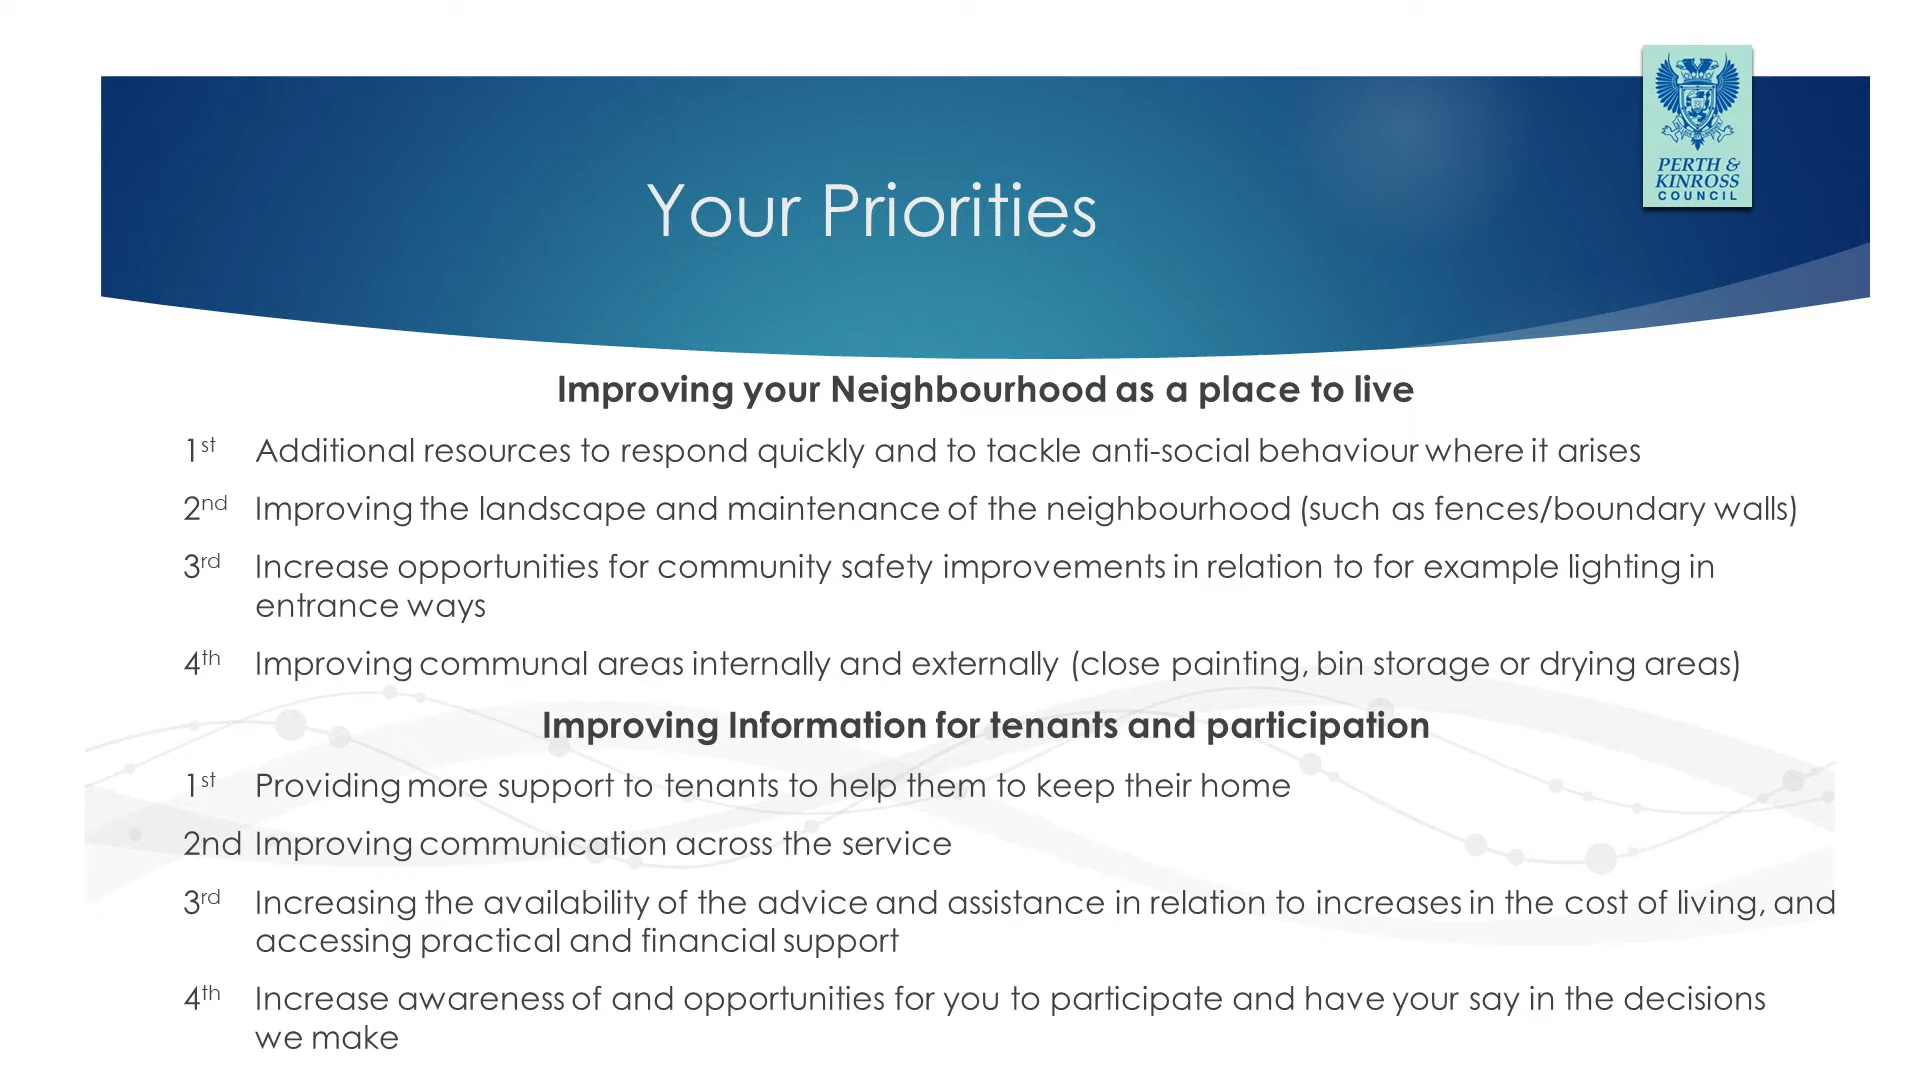 PERTH &
KINROSS
COUNCIL
Your Priorities
Improving your Neighbourhood as a place to live
1st Additional resources to respond quickly and to tackle anti-social behaviour where it arises
2nd Improving the landscape and maintenance of the neighbourhood (such as fences/boundary walls)
3rd Increase opportunities for community safety improvements in relation to for example lighting in
entrance ways
4th Improving communal areas internally and externally (close painting, bin storage or drying areas)
Improving Information for tenants and participation
1st Providing more support to tenants to help them to keep their home
2nd Improving communication across the service
3rd Increasing the availability of the advice and assistance in relation to increases in the cost of living, and
accessing practical and financial support
4th Increase awareness of and opportunities for you to participate and have your say in the decisions
we make